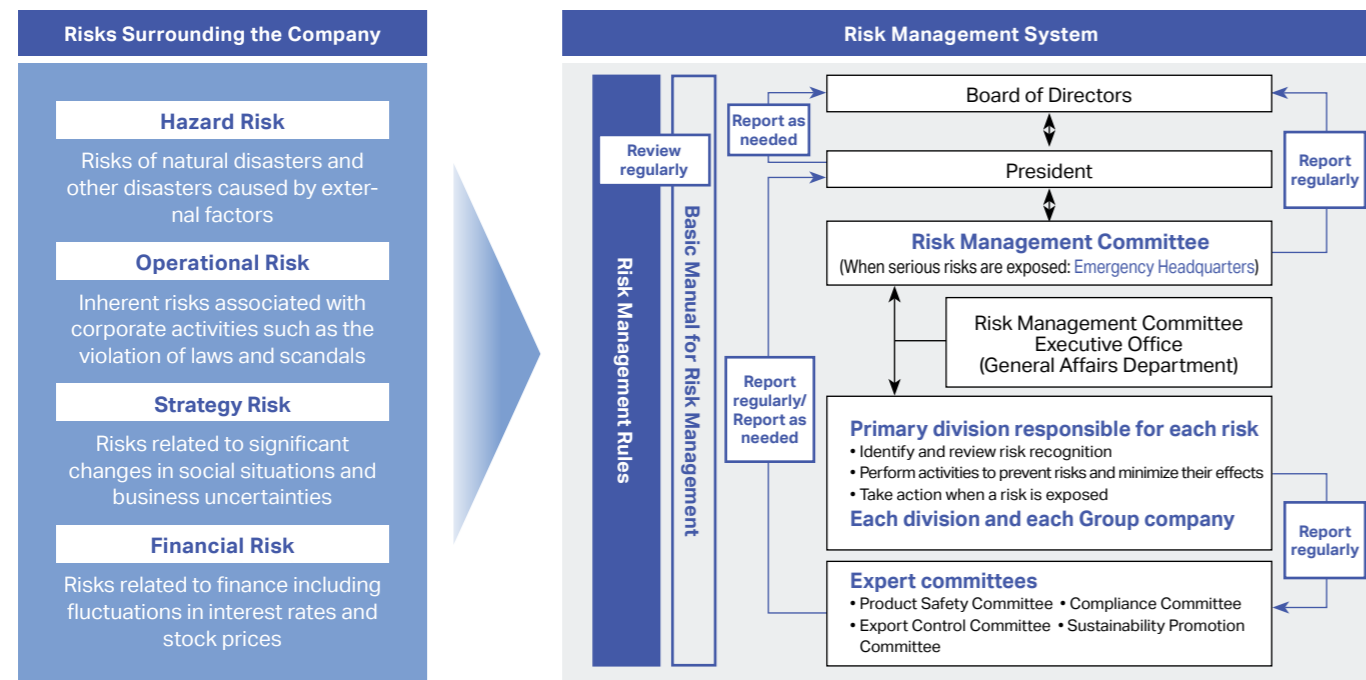 Risks Surrounding the Company
Hazard Risk
Risks of natural disasters and
other disasters caused by exter-
nal factors
Operational Risk
Inherent risks associated with
corporate activities such as the
violation of laws and scandals
Strategy Risk
Risks related to significant
changes in social situations and
business uncertainties
Financial Risk
Risks related to finance including
fluctuations in interest rates and
stock prices
Risk Management System
Risk Management Rules
Basic Manual for Risk Management
Review
regularly
Report as
needed
Board of Directors
President
Report
regularly
Risk Management Committee
(When serious risks are exposed: Emergency Headquarters)
Risk Management Committee
Executive Office
(General Affairs Department)
Report
regularly/
Report as
needed
Primary division responsible for each risk
• Identify and review risk recognition
• Perform activities to prevent risks and minimize their effects
• Take action when a risk is exposed
Each division and each Group company
Report
regularly
Expert committees
• Product Safety Committee • Compliance Committee
• Export Control Committee • Sustainability Promotion
Committee